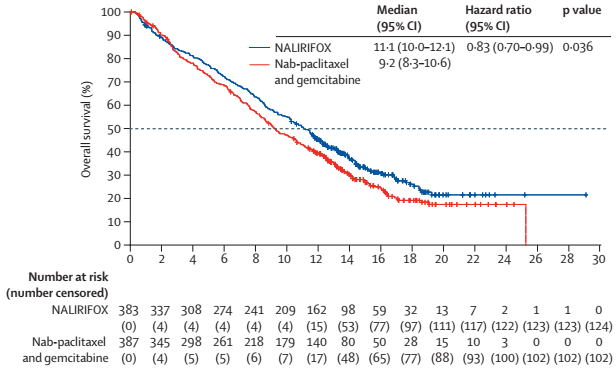 Median Hazard ratio p value
(95% CI) (95% CI)
NALIRIFOX 11·1 (10·0–12·1) 0·83 (0·70–0·99) 0·036
Nab-paclitaxel 9·2 (8·3–10·6)
and gemcitabine
Overall survival (%)
100
90
80
70
60
50
40
30
20
10
0
0 2 4 6 8 10 12 14 16 18 20 22 24 26 28 30
Number at risk
(number censored)
NALIRIFOX 383 337 308 274 241 209 162 98 59 32 13 7 2 1 1 0
(0) (4) (4) (4) (4) (4) (15) (53) (77) (97) (111) (117) (122) (123) (123) (124)
Nab-paclitaxel 387 345 298 261 218 179 140 80 50 28 15 10 3 0 0 0
and gemcitabine (0) (4) (5) (5) (6) (7) (17) (48) (65) (77) (88) (93) (100) (102) (102) (102)